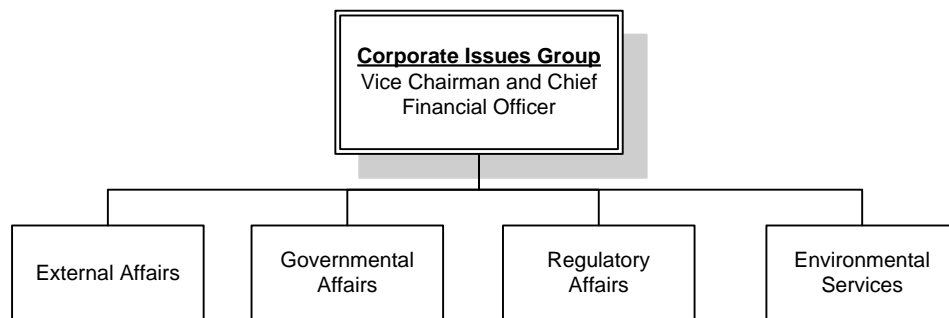 Corporate Issues Group
Vice Chairman and Chief
Financial Officer
External Affairs
Governmental
Affairs
Regulatory
Affairs
Environmental
Services